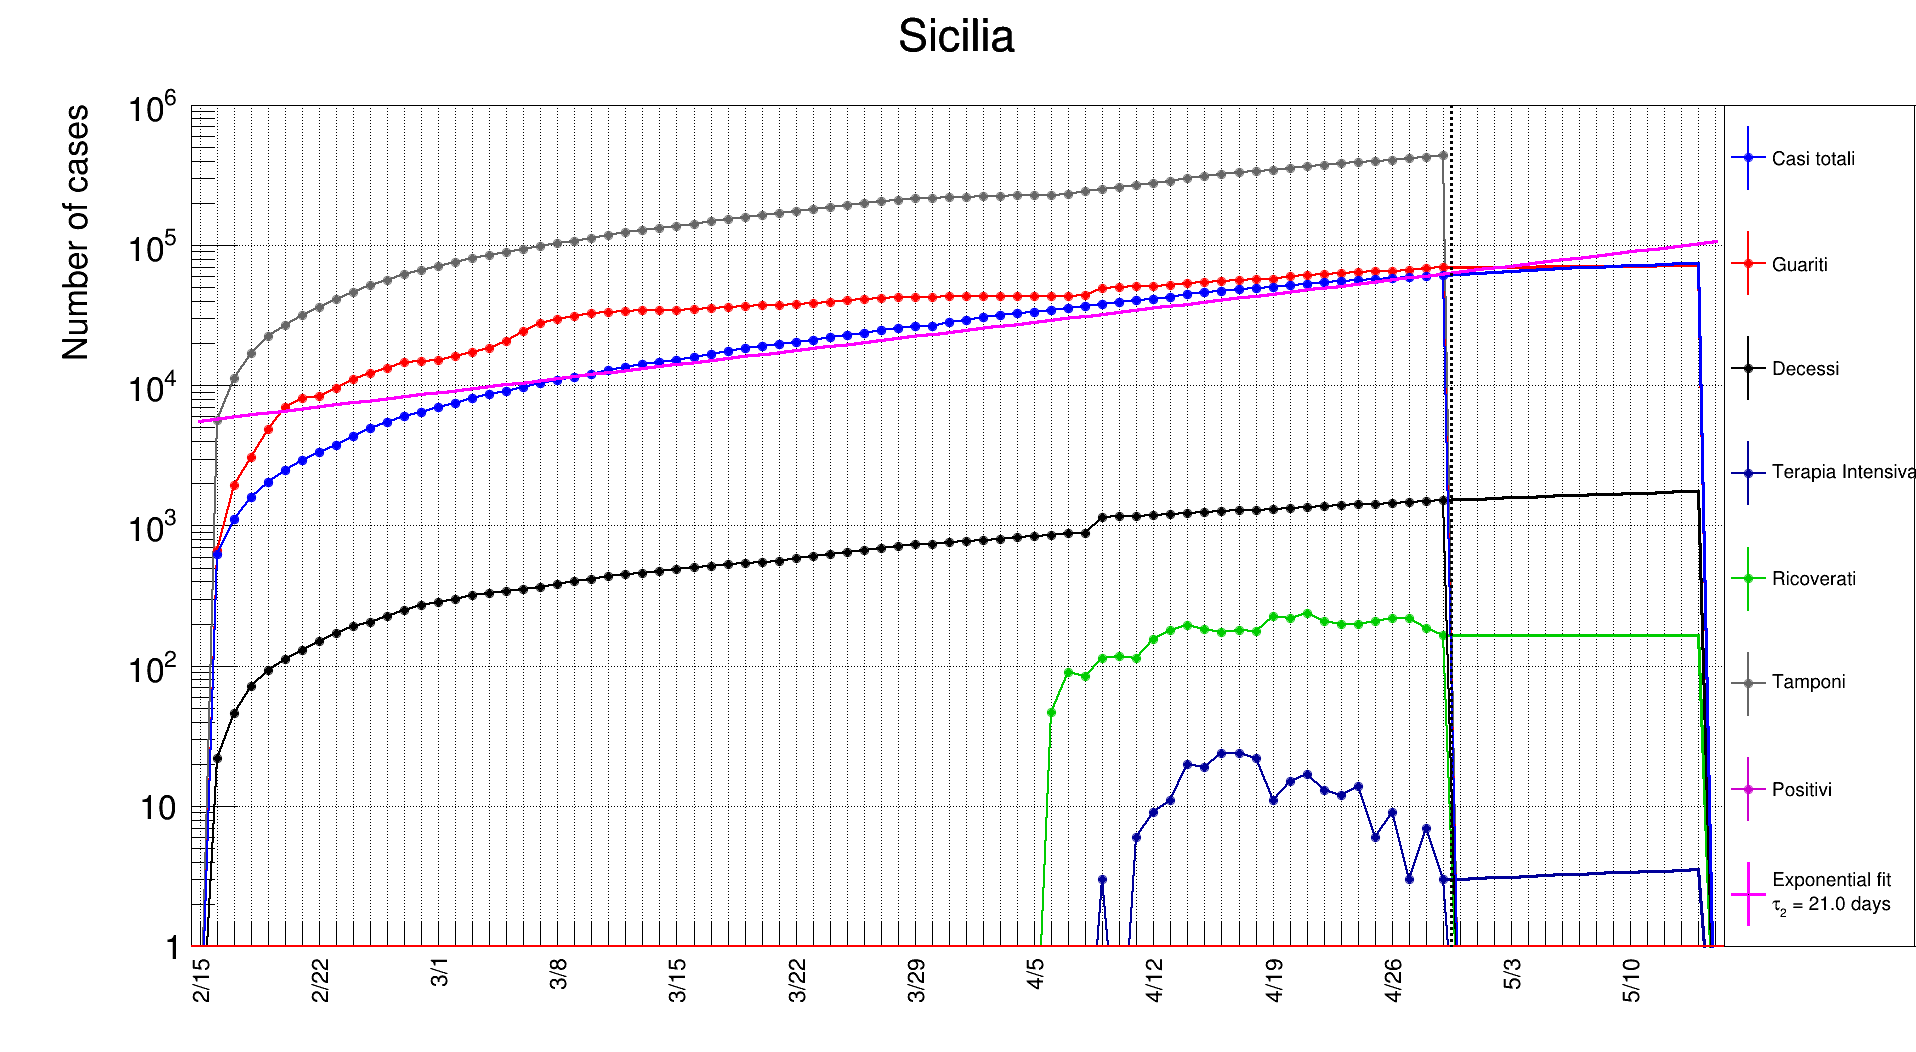 Sicilia
Number of cases
10^6
10^5
10^4
10^3
10^2
10
1
2/15 2/22 3/1 3/8 3/15 3/22 3/29 4/5 4/12 4/19 4/26 5/3 5/10
Casi totali
Guariti
Decessi
Terapia Intensiva
Ricoverati
Tamponi
Positivi
Exponential fit
τ_2 = 21.0 days